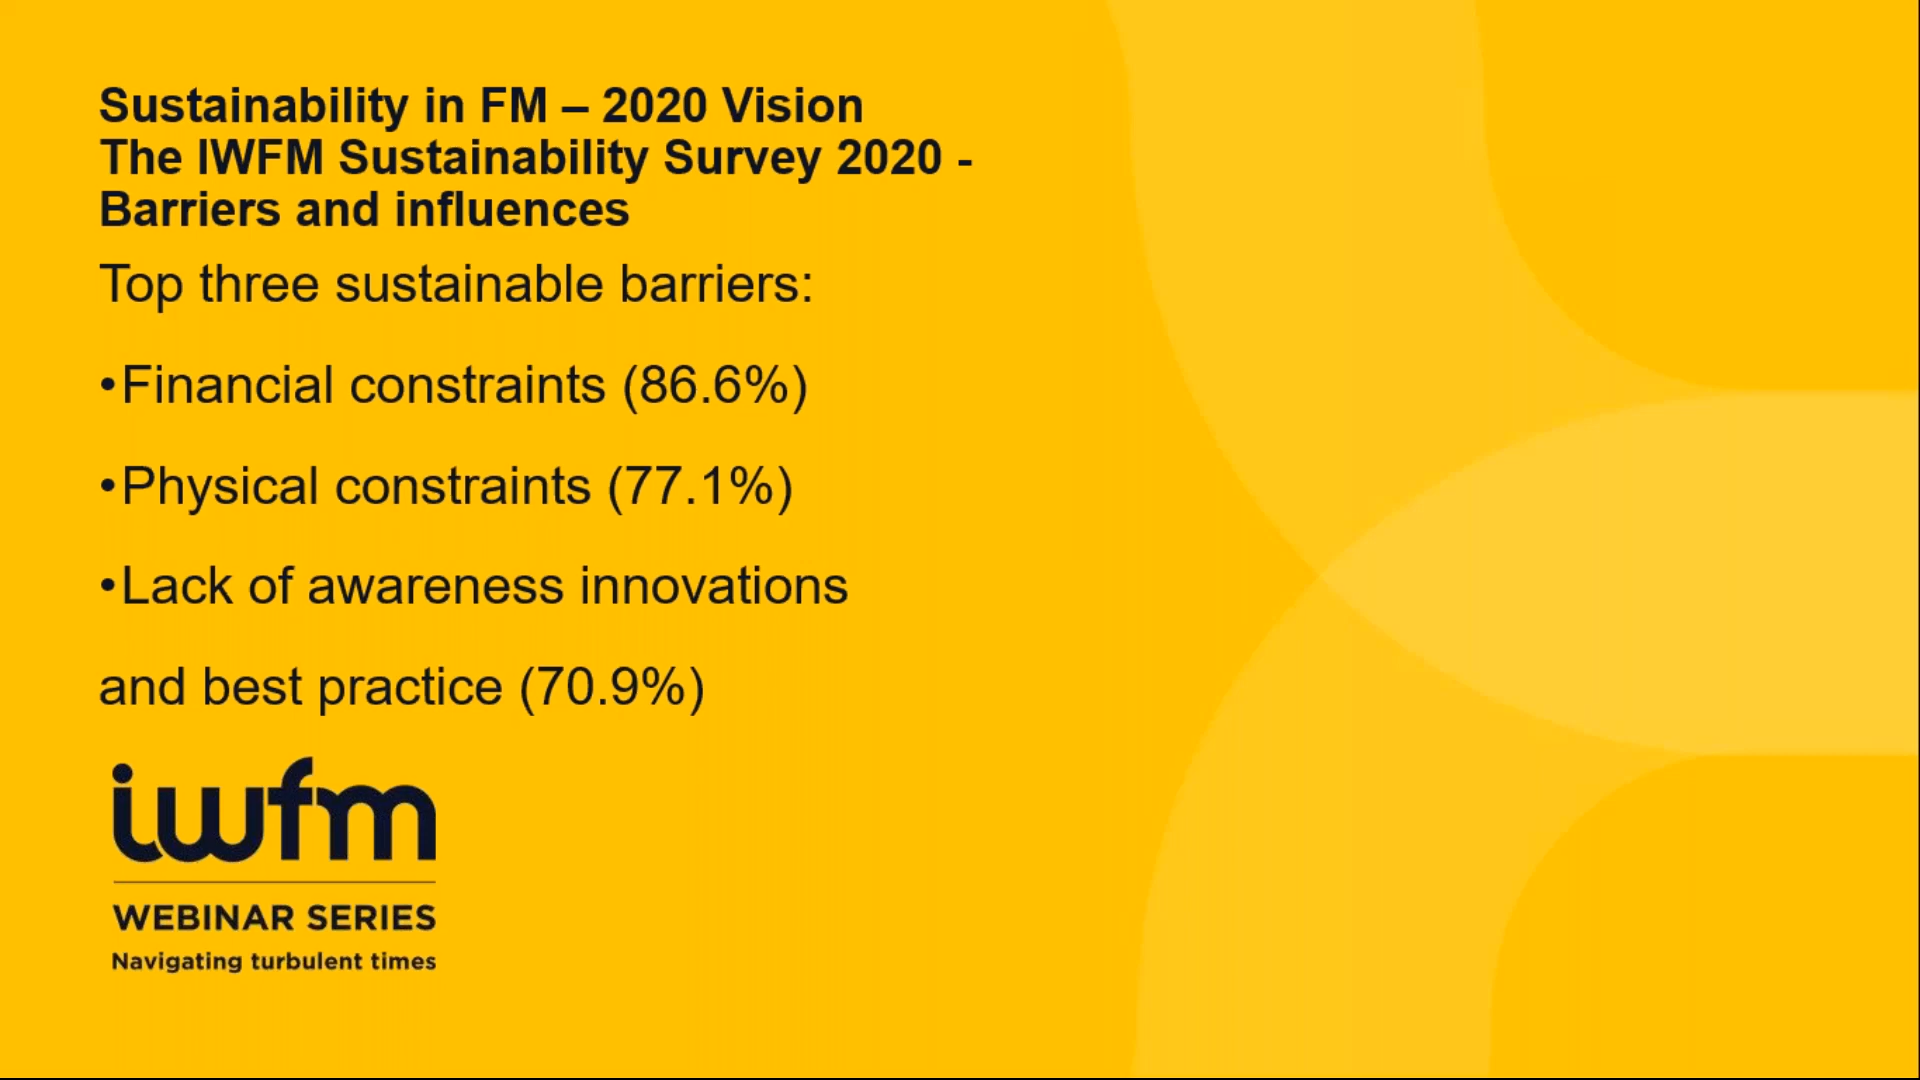 Sustainability in FM – 2020 Vision
The IWFM Sustainability Survey 2020 -
Barriers and influences
Top three sustainable barriers:
•Financial constraints (86.6%)
•Physical constraints (77.1%)
•Lack of awareness innovations
and best practice (70.9%)
iwfm
WEBINAR SERIES
Navigating turbulent times